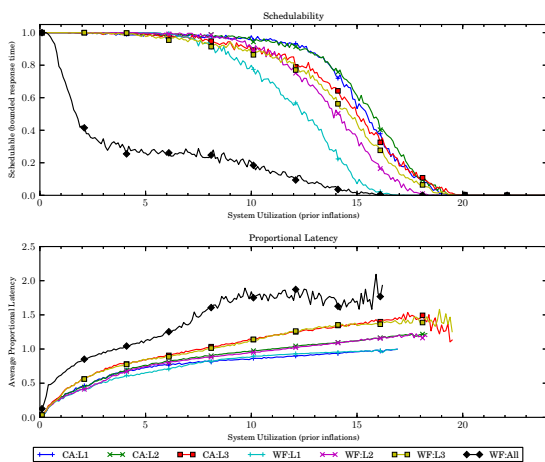 Schedulability
1.0
0.8
0.6
0.4
0.2
0.0
Schedulable (bounded response time)
0 5 10 15 20
System Utilization (prior inflations)
Proportional Latency
2.5
2.0
1.5
1.0
0.5
0.0
Average Proportional Latency
0 5 10 15 20
System Utilization (prior inflations)
CA:L1 CA:L2 CA:L3 WF:L1 WF:L2 WF:L3 WF:All